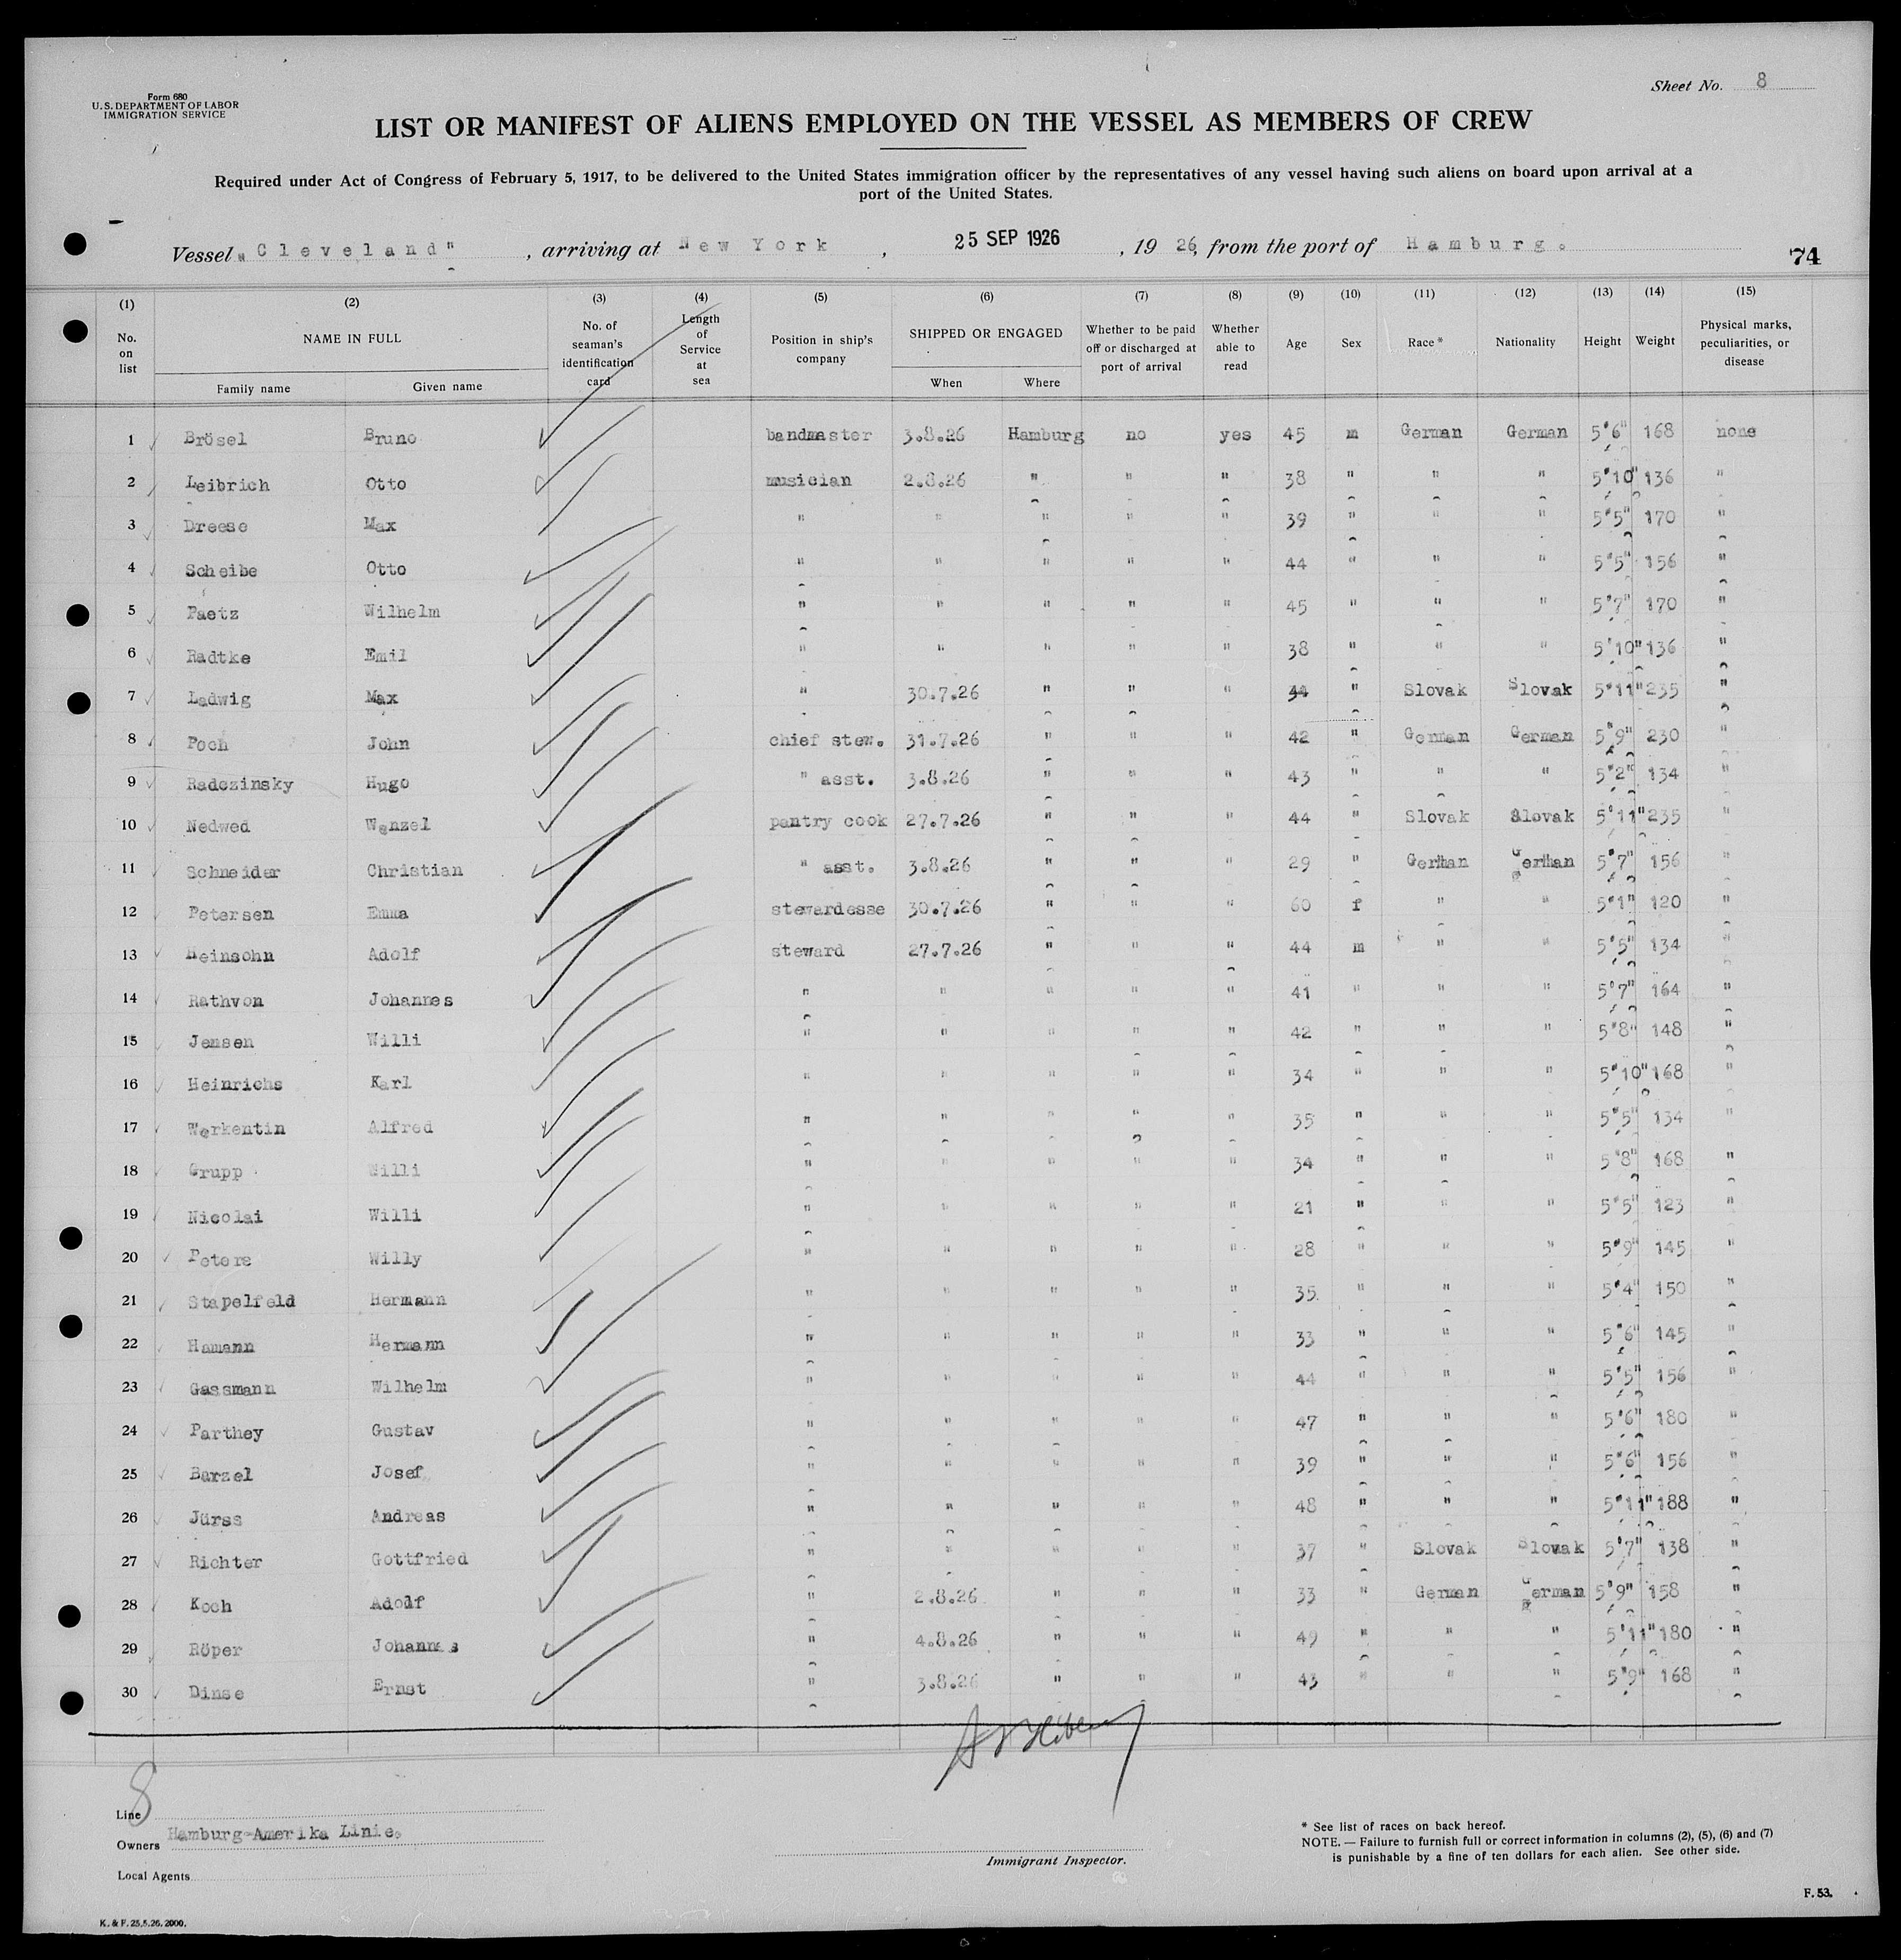 Form 680
U. S. DEPARTMENT OF LABOR
IMMIGRATION SERVICE
Sheet No. 8
LIST OR MANIFEST OF ALIENS EMPLOYED ON THE VESSEL AS MEMBERS OF CREW
Required under Act of Congress of February 5, 1917, to be delivered to the United States immigration officer by the representatives of any vessel having such aliens on board upon arrival at a
port of the United States.
Vessel "Cleveland", arriving at New York, 25 SEP 1926, 1926, from the port of Hamburg.
74
(1) (2) (3) (4) (5) (6) (7) (8) (9) (10) (11) (12) (13) (14) (15)
No. on list NAME IN FULL Family name Given name No. of seaman's identification card Length of Service at sea Position in ship's company SHIPPED OR ENGAGED When Where Whether to be paid off or discharged at port of arrival Whether able to read Age Sex Race * Nationality Height Weight Physical marks, peculiarities, or disease
1 Brösel Bruno bandmaster 3.8.26 Hamburg no yes 45 m German German 5'6" 168 none
2 Leibrich Otto musician 2.8.26 " " " 38 " " " 5'10" 136 "
3 Dreese Max " " " " " 39 " " " 5'5" 170 "
4 Scheibe Otto " " " " " 44 " " " 5'5" 156 "
5 Paetz Wilhelm " " " " " 45 " " " 5'7" 170 "
6 Radtke Emil " " " " " 38 " " " 5'10" 136 "
7 Ladwig Max " 30.7.26 " " " 44 " Slovak Slovak 5'11" 235 "
8 Poch John chief stew. 31.7.26 " " " 42 " German German 5'9" 230 "
9 Radczinsky Hugo " asst. 3.8.26 " " " 43 " " " 5'2" 134 "
10 Nedwed Wenzel pantry cook 27.7.26 " " " 44 " Slovak Slovak 5'11" 235 "
11 Schneider Christian " asst. 3.8.26 " " " 29 " German German 5'7" 156 "
12 Petersen Emma stewardesse 30.7.26 " " " 60 f " " 5'1" 120 "
13 Heinsohn Adolf steward 27.7.26 " " " 44 m " " 5'5" 134 "
14 Rathvon Johannes " " " " " 41 " " " 5'7" 164 "
15 Jensen Willi " " " " " 42 " " " 5'8" 148 "
16 Heinrichs Karl " " " " " 34 " " " 5'10" 168 "
17 Werkentin Alfred " " " " " 35 " " " 5'5" 134 "
18 Grupp Willi " " " " " 34 " " " 5'8" 168 "
19 Nicolai Willi " " " " " 21 " " " 5'5" 123 "
20 Peters Willy " " " " " 28 " " " 5'9" 145 "
21 Stapelfeld Hermann " " " " " 35 " " " 5'4" 150 "
22 Hamann Hermann " " " " " 33 " " " 5'6" 145 "
23 Gassmann Wilhelm " " " " " 44 " " " 5'5" 156 "
24 Parthey Gustav " " " " " 47 " " " 5'6" 180 "
25 Barzel Josef " " " " " 39 " " " 5'6" 156 "
26 Jürss Andreas " " " " " 48 " " " 5'11" 188 "
27 Richter Gottfried " " " " " 37 " Slovak Slovak 5'7" 138 "
28 Koch Adolf " 2.8.26 " " " 33 " German German 5'9" 158 "
29 Röper Johannes " 4.8.26 " " " 49 " " " 5'11" 180 "
30 Dinse Ernst " 3.8.26 " " " 43 " " " 5'9" 168 "
8
Line
Owners Hamburg-Amerika Linie.
Local Agents
Immigrant Inspector.
* See list of races on back hereof.
NOTE. — Failure to furnish full or correct information in columns (2), (5), (6) and (7)
is punishable by a fine of ten dollars for each alien. See other side.
F. 53.
K. & F. 25.5.26. 2000.